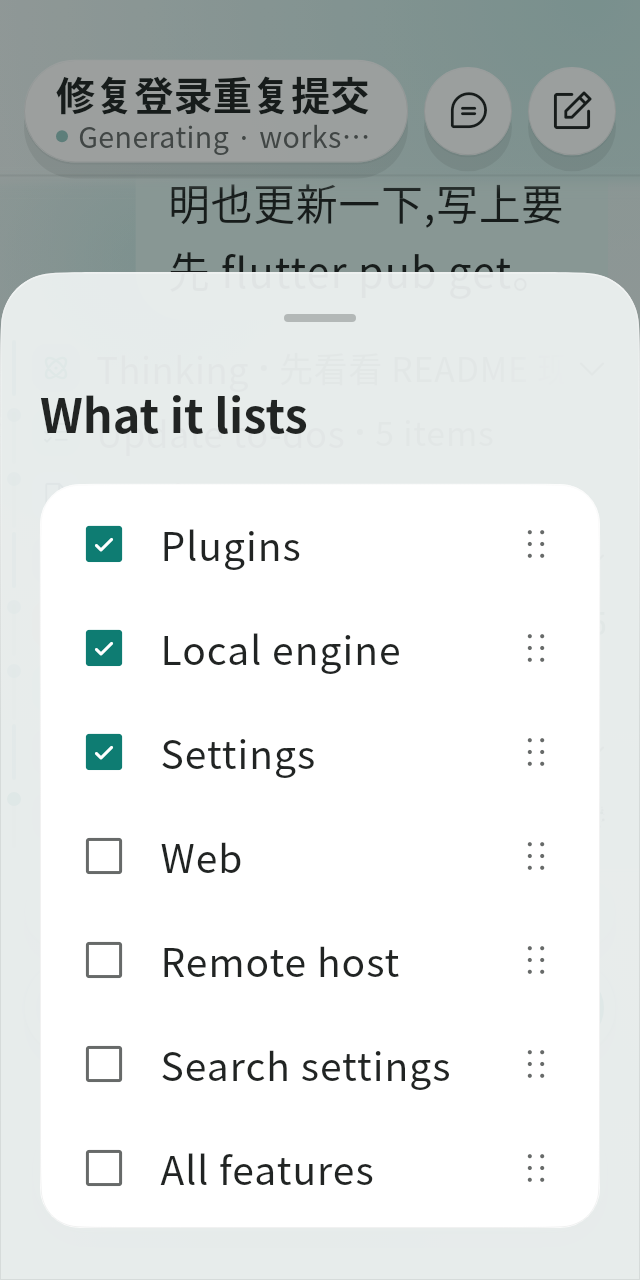 修复登录重复提交
Generating · works…
明也更新一下,写上要
先 flutter pub get。
Thinking · 先看看 README
What it lists
Update to-dos · 5 items
Plugins
Local engine
Settings
Web
Remote host
Search settings
All features